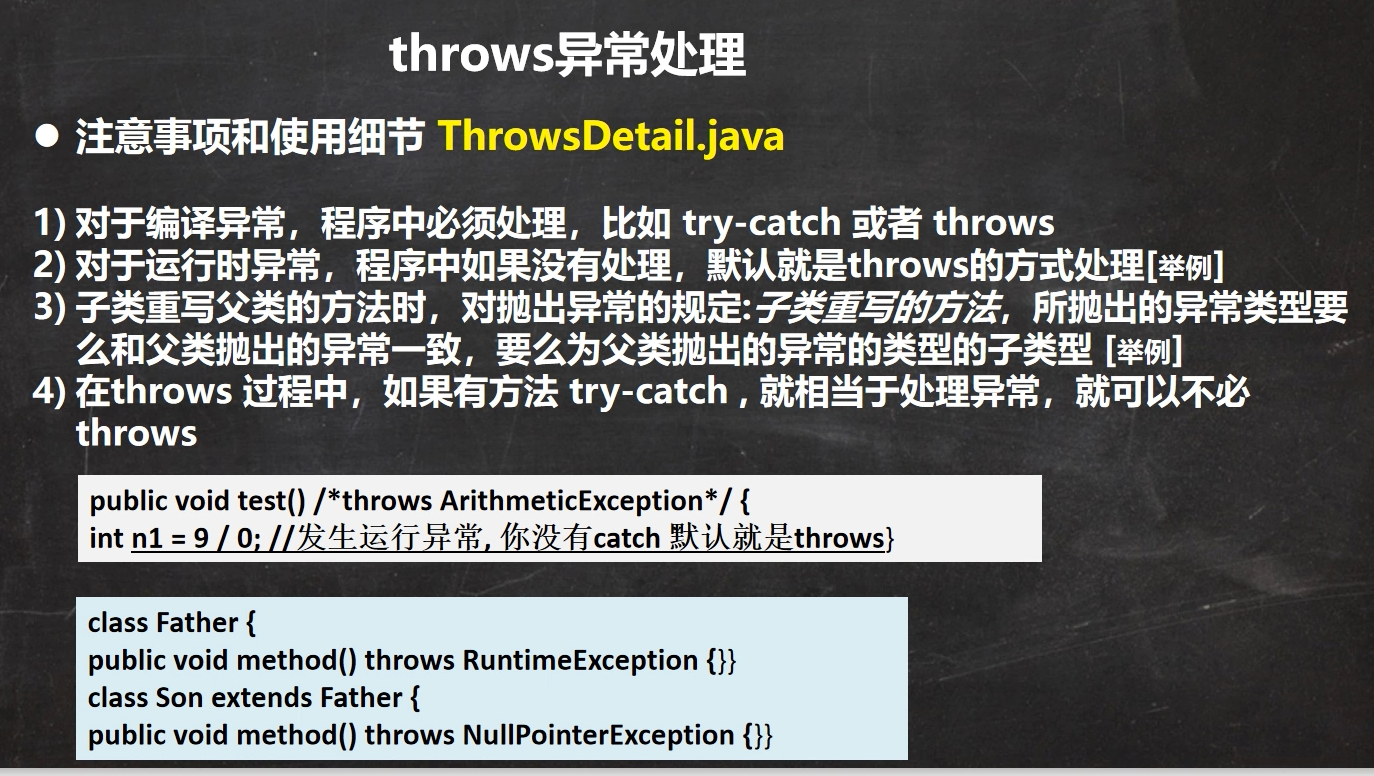 throws异常处理
● 注意事项和使用细节 ThrowsDetail.java
1) 对于编译异常，程序中必须处理，比如 try-catch 或者 throws
2) 对于运行时异常，程序中如果没有处理，默认就是throws的方式处理[举例]
3) 子类重写父类的方法时，对抛出异常的规定:子类重写的方法，所抛出的异常类型要
么和父类抛出的异常一致，要么为父类抛出的异常的类型的子类型 [举例]
4) 在throws 过程中，如果有方法 try-catch , 就相当于处理异常，就可以不必
throws
public void test() /*throws ArithmeticException*/ {
int n1 = 9 / 0; //发生运行异常, 你没有catch 默认就是throws}
class Father {
public void method() throws RuntimeException {}}
class Son extends Father {
public void method() throws NullPointerException {}}